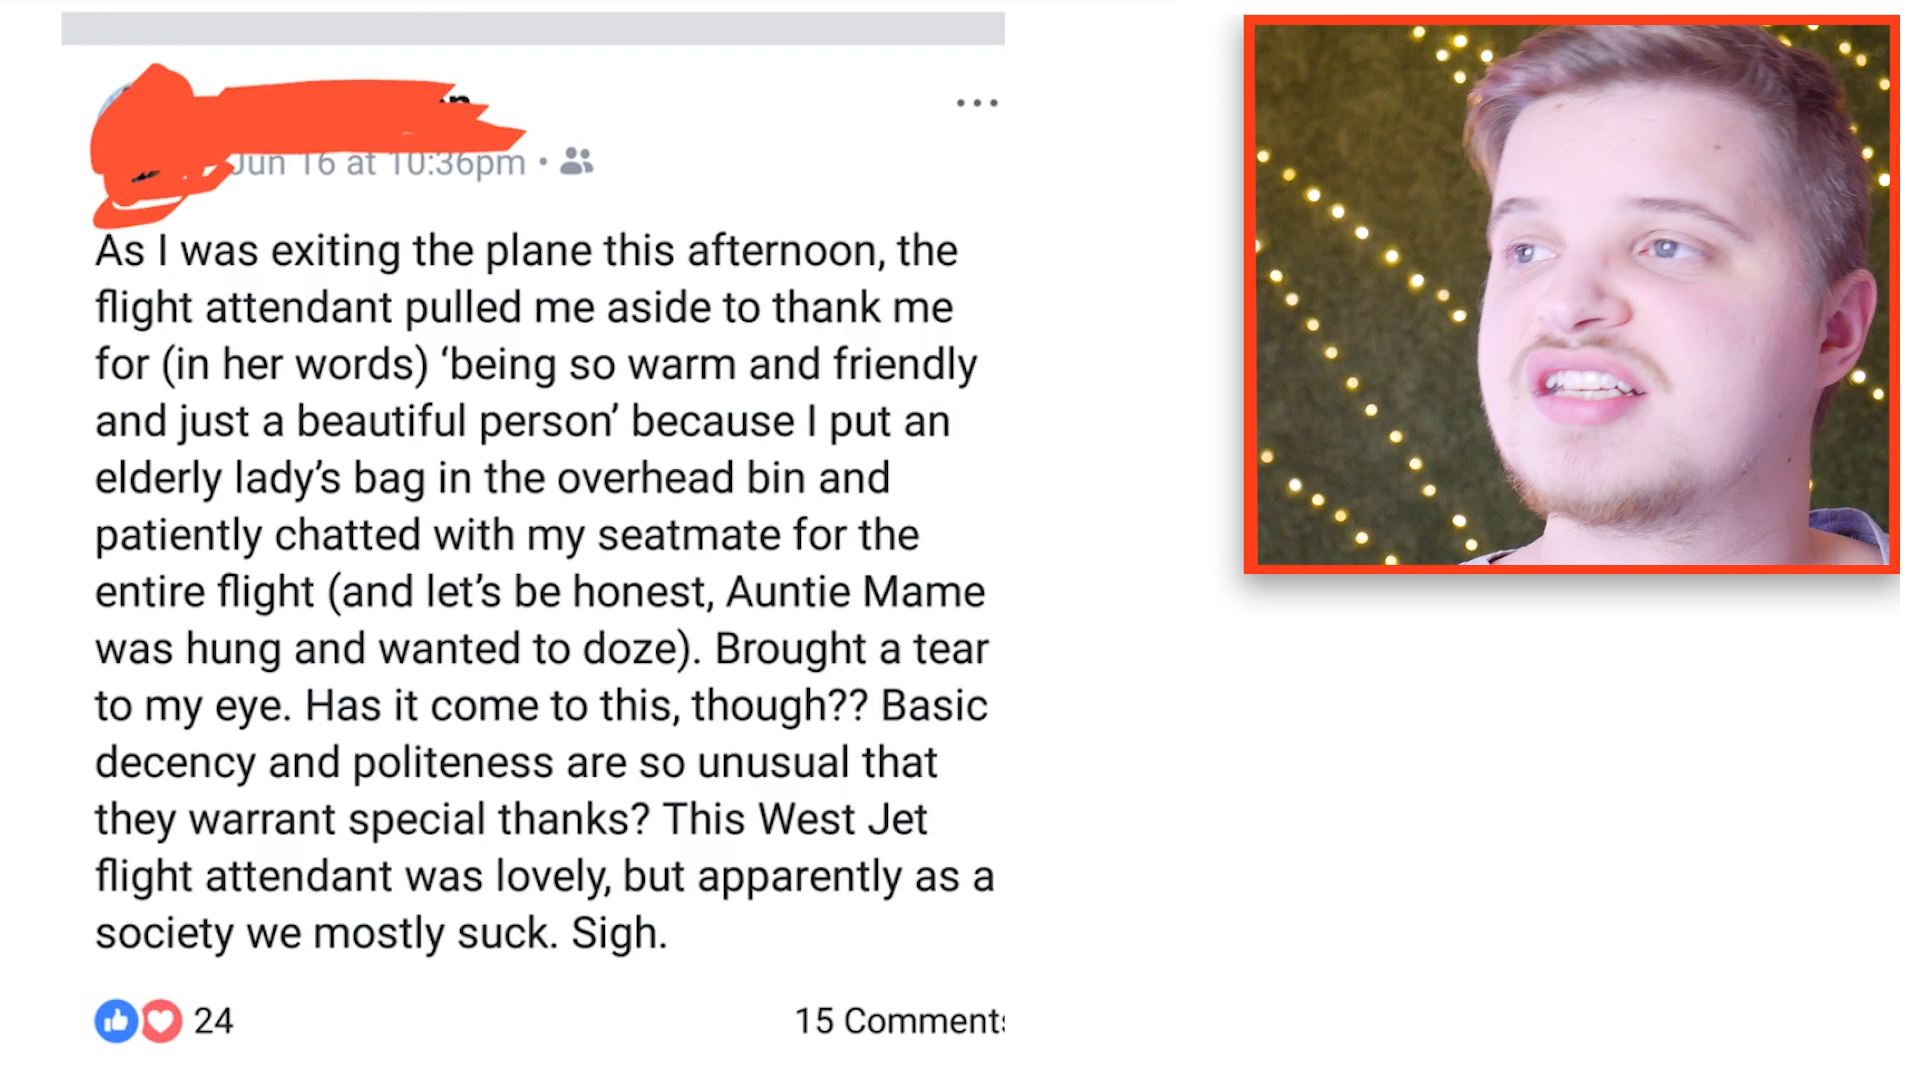 Jun 16 at 10:36pm
As I was exiting the plane this afternoon, the
flight attendant pulled me aside to thank me
for (in her words) ‘being so warm and friendly
and just a beautiful person’ because I put an
elderly lady’s bag in the overhead bin and
patiently chatted with my seatmate for the
entire flight (and let’s be honest, Auntie Mame
was hung and wanted to doze). Brought a tear
to my eye. Has it come to this, though?? Basic
decency and politeness are so unusual that
they warrant special thanks? This West Jet
flight attendant was lovely, but apparently as a
society we mostly suck. Sigh.
24
15 Comments